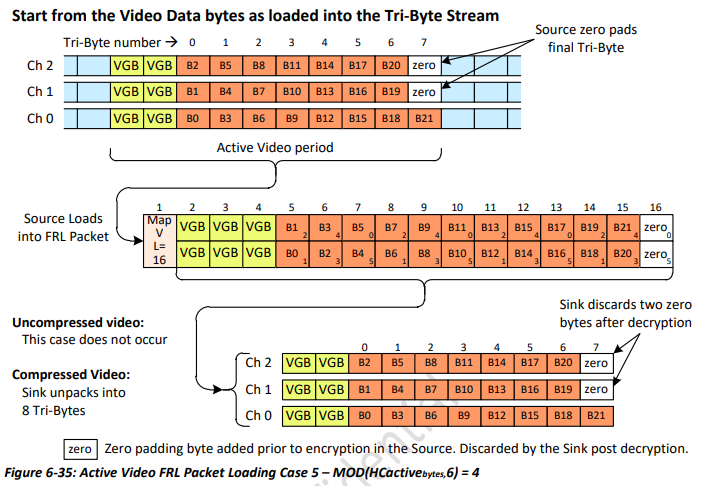 Start from the Video Data bytes as loaded into the Tri-Byte Stream
Source zero pads
final Tri-Byte
Tri-Byte number → 0 1 2 3 4 5 6 7
Ch 2 VGB VGB B2 B5 B8 B11 B14 B17 B20 zero
Ch 1 VGB VGB B1 B4 B7 B10 B13 B16 B19 zero
Ch 0 VGB VGB B0 B3 B6 B9 B12 B15 B18 B21
Active Video period
1 2 3 4 5 6 7 8 9 10 11 12 13 14 15 16
Source Loads
into FRL Packet
Map
V
L=
16
VGB VGB VGB B1 2 B3 4 B5 0 B7 2 B9 4 B11 0 B13 2 B15 4 B17 0 B19 2 B21 4 zero 0
VGB VGB VGB B0 1 B2 3 B4 5 B6 1 B8 3 B10 5 B12 1 B14 3 B16 5 B18 1 B20 3 zero 5
Sink discards two zero
bytes after decryption
Uncompressed video:
This case does not occur
Compressed Video:
Sink unpacks into
8 Tri-Bytes
0 1 2 3 4 5 6 7
Ch 2 VGB VGB B2 B5 B8 B11 B14 B17 B20 zero
Ch 1 VGB VGB B1 B4 B7 B10 B13 B16 B19 zero
Ch 0 VGB VGB B0 B3 B6 B9 B12 B15 B18 B21
zero Zero padding byte added prior to encryption in the Source. Discarded by the Sink post decryption.
Figure 6-35: Active Video FRL Packet Loading Case 5 – MOD(HCactivebytes,6) = 4